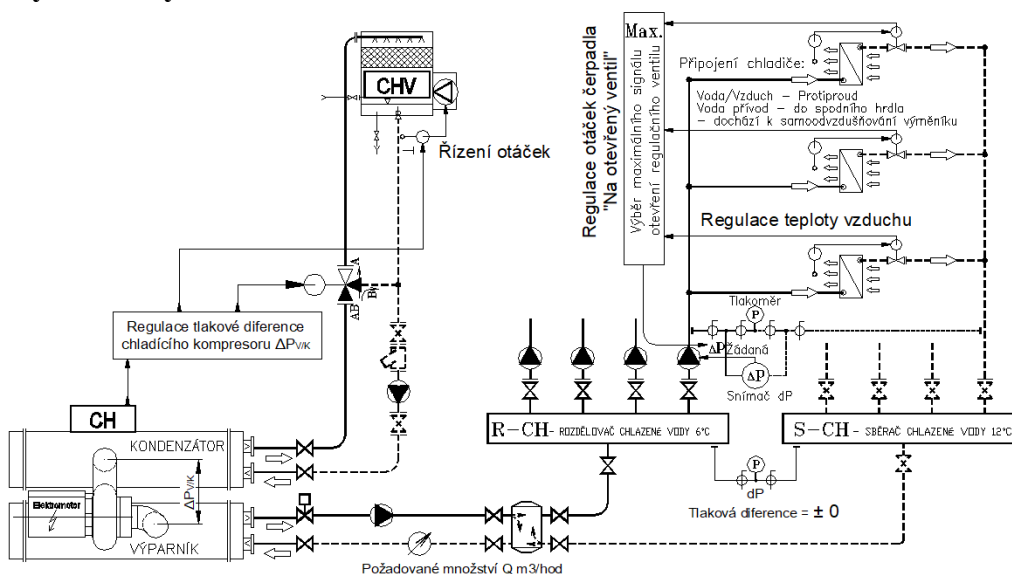 CHV
Řízení otáček
A
B
AB
Regulace tlakové diference
chladícího kompresoru ΔPV/K
CH
KONDENZÁTOR
ΔPV/K
Elektromotor
VÝPARNÍK
Regulace otáček čerpadla
"Na otevřený ventil"
Max.
Výběr maximálního signálu
otevření regulačního ventilu
Připojení chladiče:
Voda/Vzduch – Protiproud
Voda přívod – do spodního hrdla
– dochází k samoodvzdušňování výměníku
Regulace teploty vzduchu
Tlakoměr
P
ΔP Žádaná
ΔP
Snímač dP
R-CH- ROZDĚLOVAČ CHLAZENE VODY 6°C
S-CH- SBĚRAČ CHLAZENE VODY 12°C
P
dP
Tlaková diference = ± 0
Požadované množství Q m3/hod